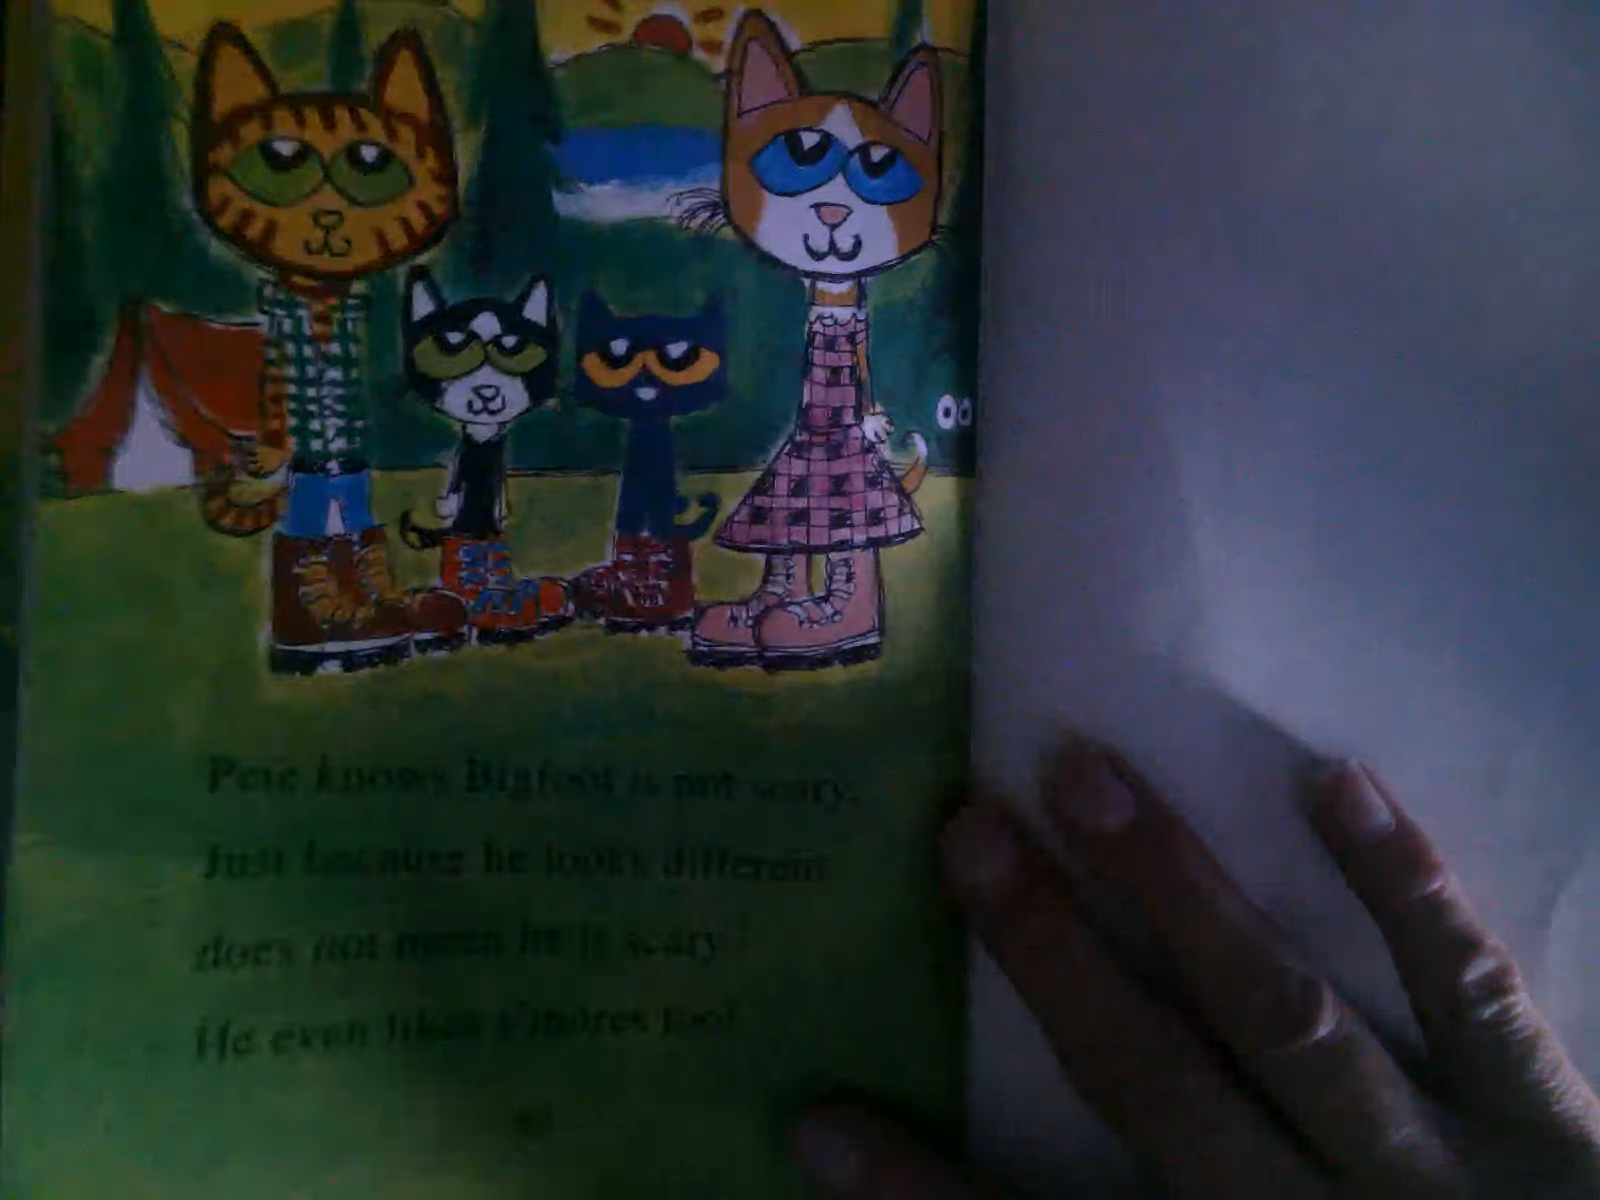 Pete knows Bigfoot is not scary.
Just because he looks different
does not mean he is scary.
He even likes s'mores too!